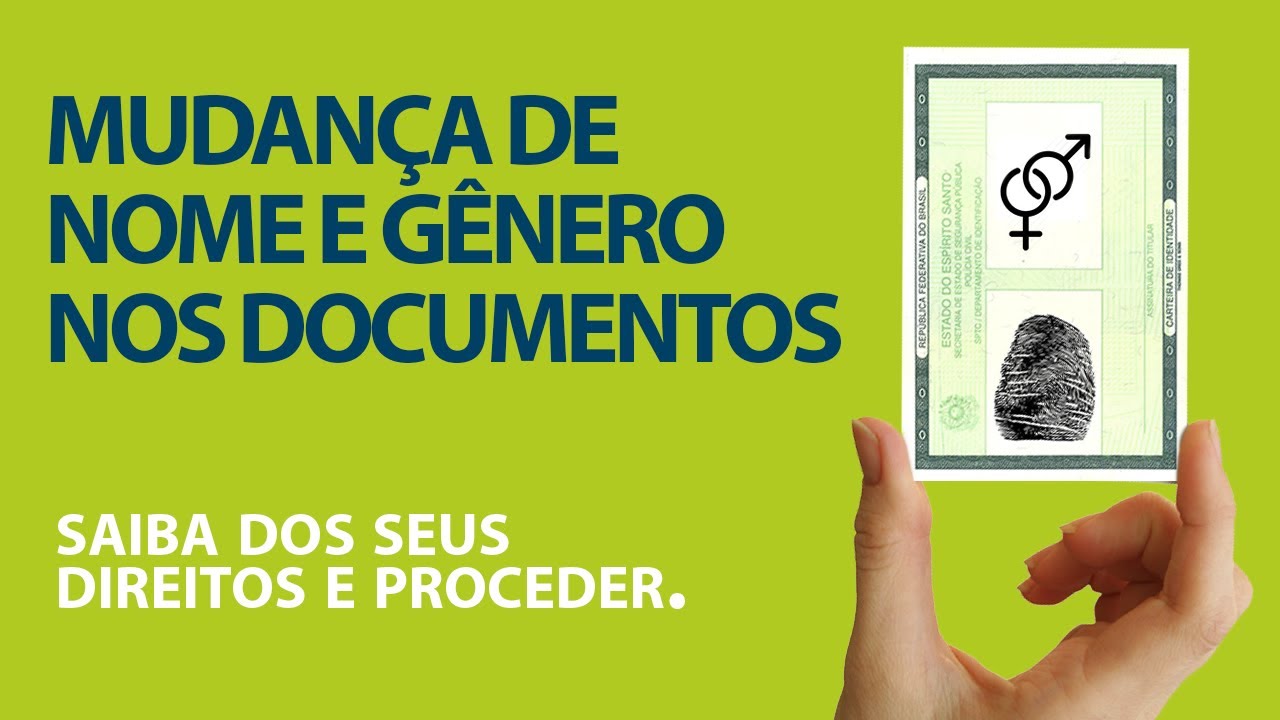 MUDANÇA DE
NOME E GÊNERO
NOS DOCUMENTOS
SAIBA DOS SEUS
DIREITOS E PROCEDER.
REPÚBLICA FEDERATIVA DO BRASIL
ESTADO DO ESPÍRITO SANTO
SECRETARIA DE ESTADO DE SEGURANÇA PÚBLICA
POLÍCIA CIVIL
SPTC / DEPARTAMENTO DE IDENTIFICAÇÃO
ASSINATURA DO TITULAR
CARTEIRA DE IDENTIDADE